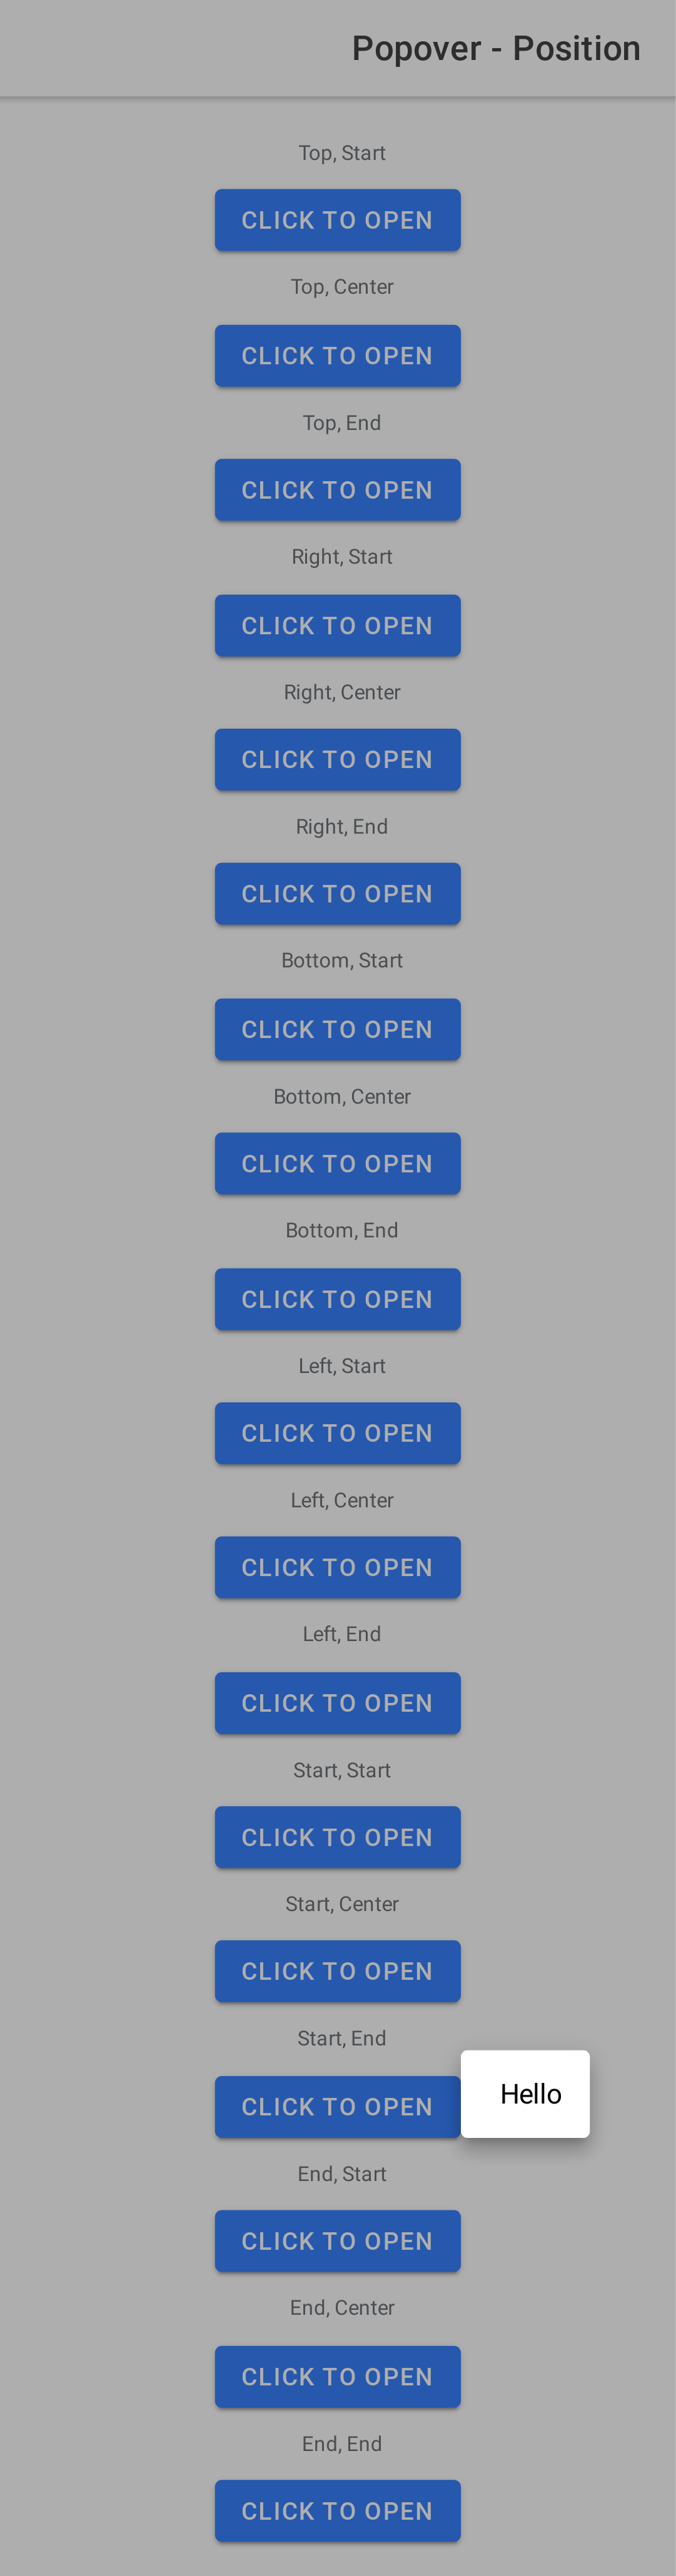 Popover - Position
Top, Start
CLICK TO OPEN
Top, Center
CLICK TO OPEN
Top, End
CLICK TO OPEN
Right, Start
CLICK TO OPEN
Right, Center
CLICK TO OPEN
Right, End
CLICK TO OPEN
Bottom, Start
CLICK TO OPEN
Bottom, Center
CLICK TO OPEN
Bottom, End
CLICK TO OPEN
Left, Start
CLICK TO OPEN
Left, Center
CLICK TO OPEN
Left, End
CLICK TO OPEN
Start, Start
CLICK TO OPEN
Start, Center
CLICK TO OPEN
Start, End
CLICK TO OPEN
Hello
End, Start
CLICK TO OPEN
End, Center
CLICK TO OPEN
End, End
CLICK TO OPEN